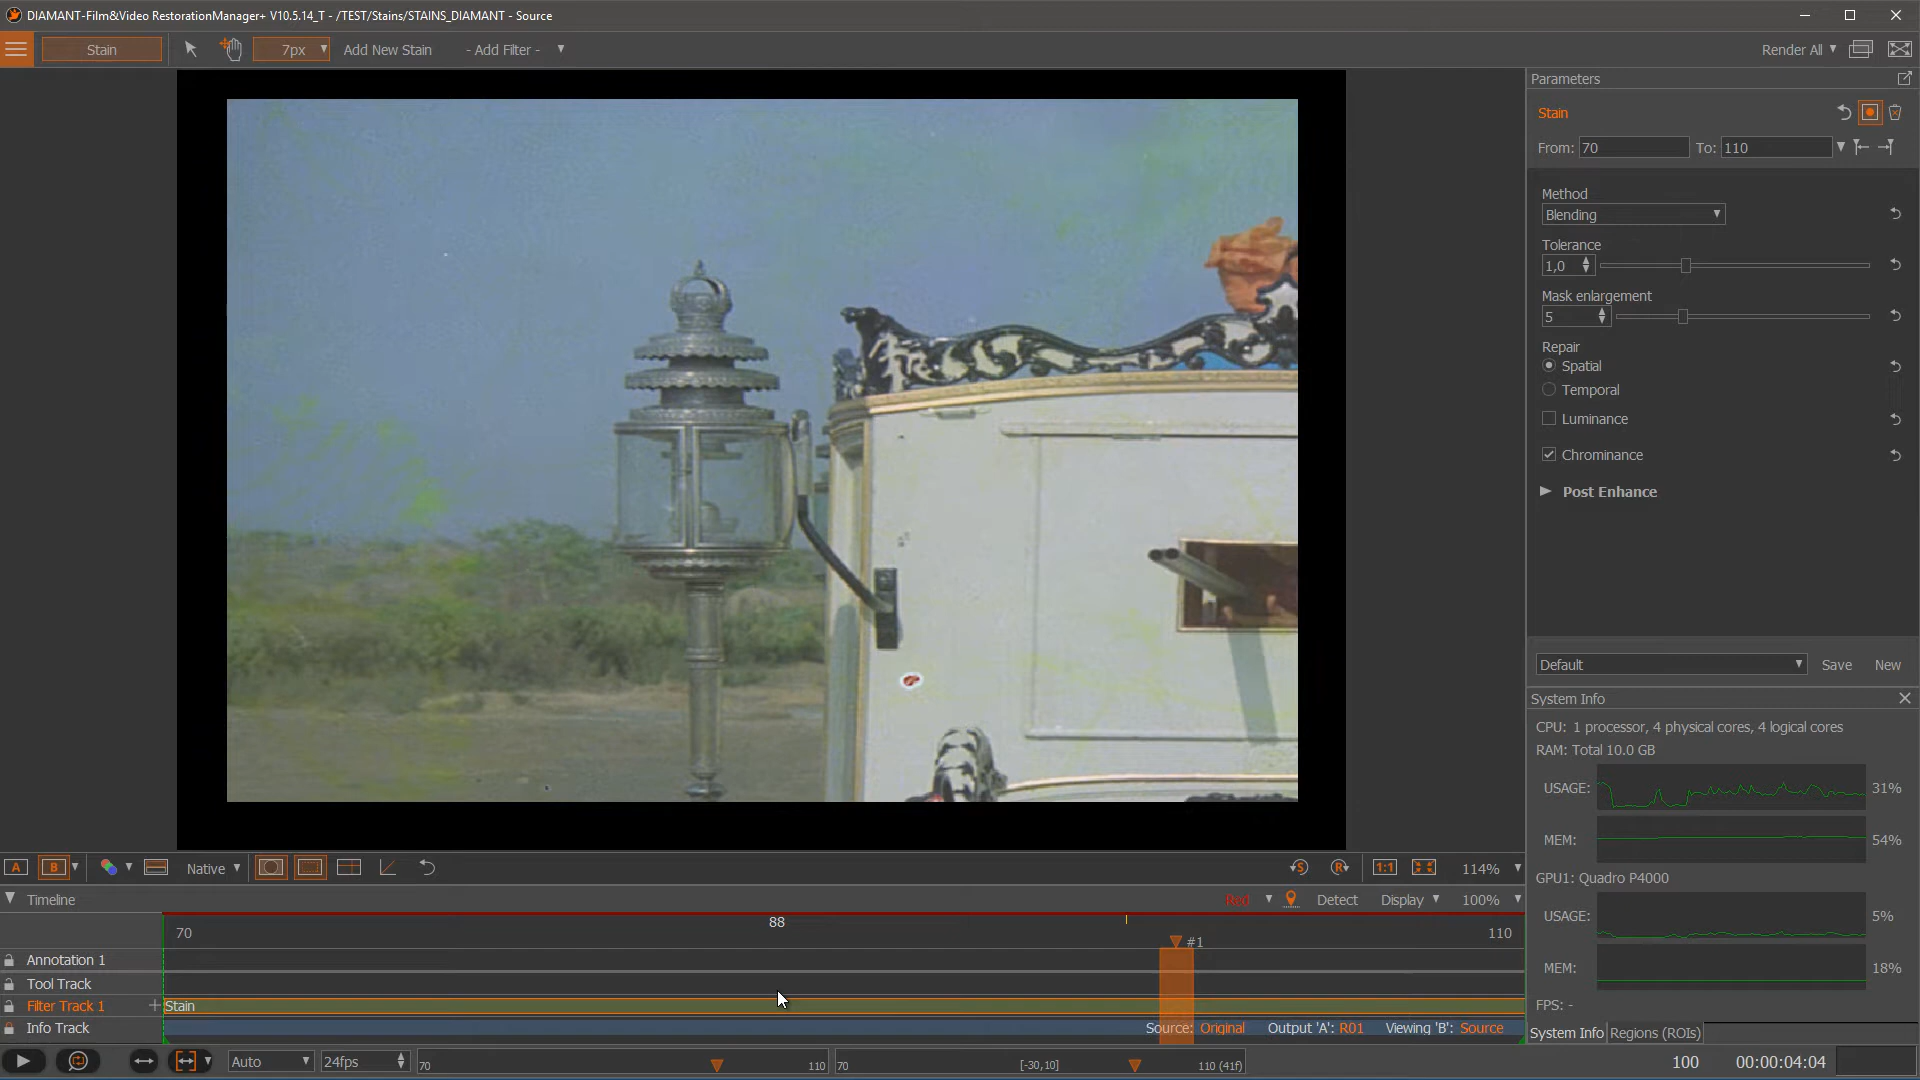 DIAMANT-Film&Video RestorationManager+ V10.5.14_T - /TEST/Stains/STAINS_DIAMANT - Source
Stain 7px Add New Stain - Add Filter - Render All
Parameters
Stain
From: 70 To: 110
Method
Blending
Tolerance
1,0
Mask enlargement
5
Repair
Spatial
Temporal
Luminance
Chrominance
Post Enhance
Default Save New
System Info
CPU: 1 processor, 4 physical cores, 4 logical cores
RAM: Total 10.0 GB
USAGE: 31%
MEM: 54%
GPU1: Quadro P4000
USAGE: 5%
MEM: 18%
FPS: -
System Info Regions (ROIs)
A B Native S R 1:1 114%
Timeline Red Detect Display 100%
88
70 #1 110
Annotation 1
Tool Track
Filter Track 1 Stain
Info Track Source: Original Output 'A': R01 Viewing 'B': Source
Auto 24fps 70 110 70 [-30,10] 110 (41f) 100 00:00:04:04